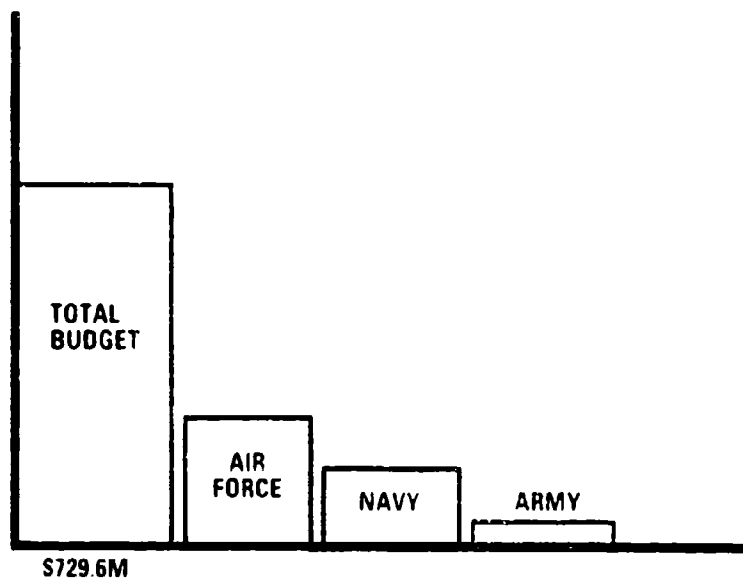 TOTAL
BUDGET
AIR
FORCE
NAVY
ARMY
$729.6M